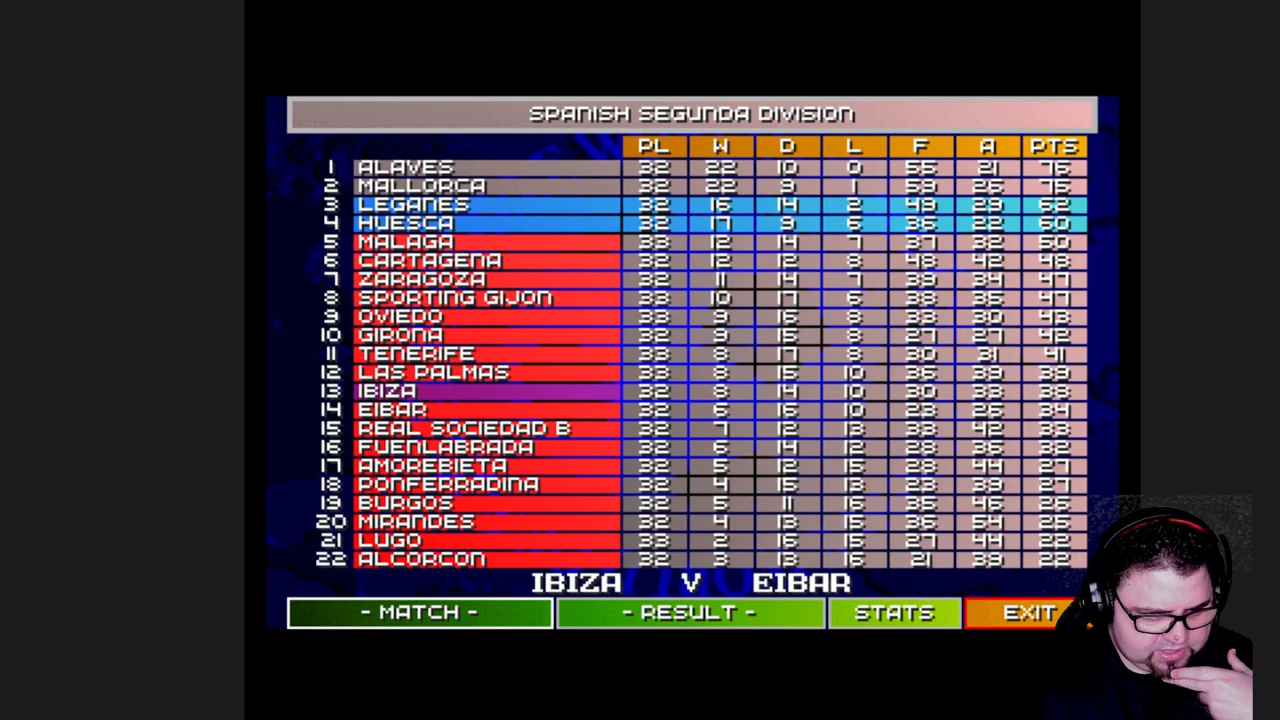 SPANISH SEGUNDA DIVISION
PL W D L F A PTS
1 ALAVES 32 22 10 0 55 21 76
2 MALLORCA 32 22 9 1 59 26 75
3 LEGANES 32 16 14 2 49 29 62
4 HUESCA 32 17 9 6 36 22 60
5 MALAGA 33 12 14 7 37 32 50
6 CARTAGENA 32 12 12 8 48 42 48
7 ZARAGOZA 32 11 14 7 39 34 47
8 SPORTING GIJON 33 10 17 6 38 35 47
9 OVIEDO 33 9 16 8 33 30 43
10 GIRONA 32 9 15 8 27 27 42
11 TENERIFE 33 8 17 8 30 31 41
12 LAS PALMAS 33 8 15 10 36 39 39
13 IBIZA 32 8 14 10 30 38 38
14 EIBAR 32 6 16 10 23 26 34
15 REAL SOCIEDAD B 32 7 12 13 33 42 33
16 FUENLABRADA 32 6 14 12 28 36 32
17 AMOREBIETA 32 5 12 15 28 44 27
18 PONFERRADINA 32 4 15 13 23 39 27
19 BURGOS 32 5 11 16 35 46 26
20 MIRANDES 32 4 13 15 36 54 25
21 LUGO 33 2 16 15 27 44 22
22 ALCORCON 32 3 13 16 21 39 22
IBIZA V EIBAR
- MATCH - - RESULT - STATS EXIT